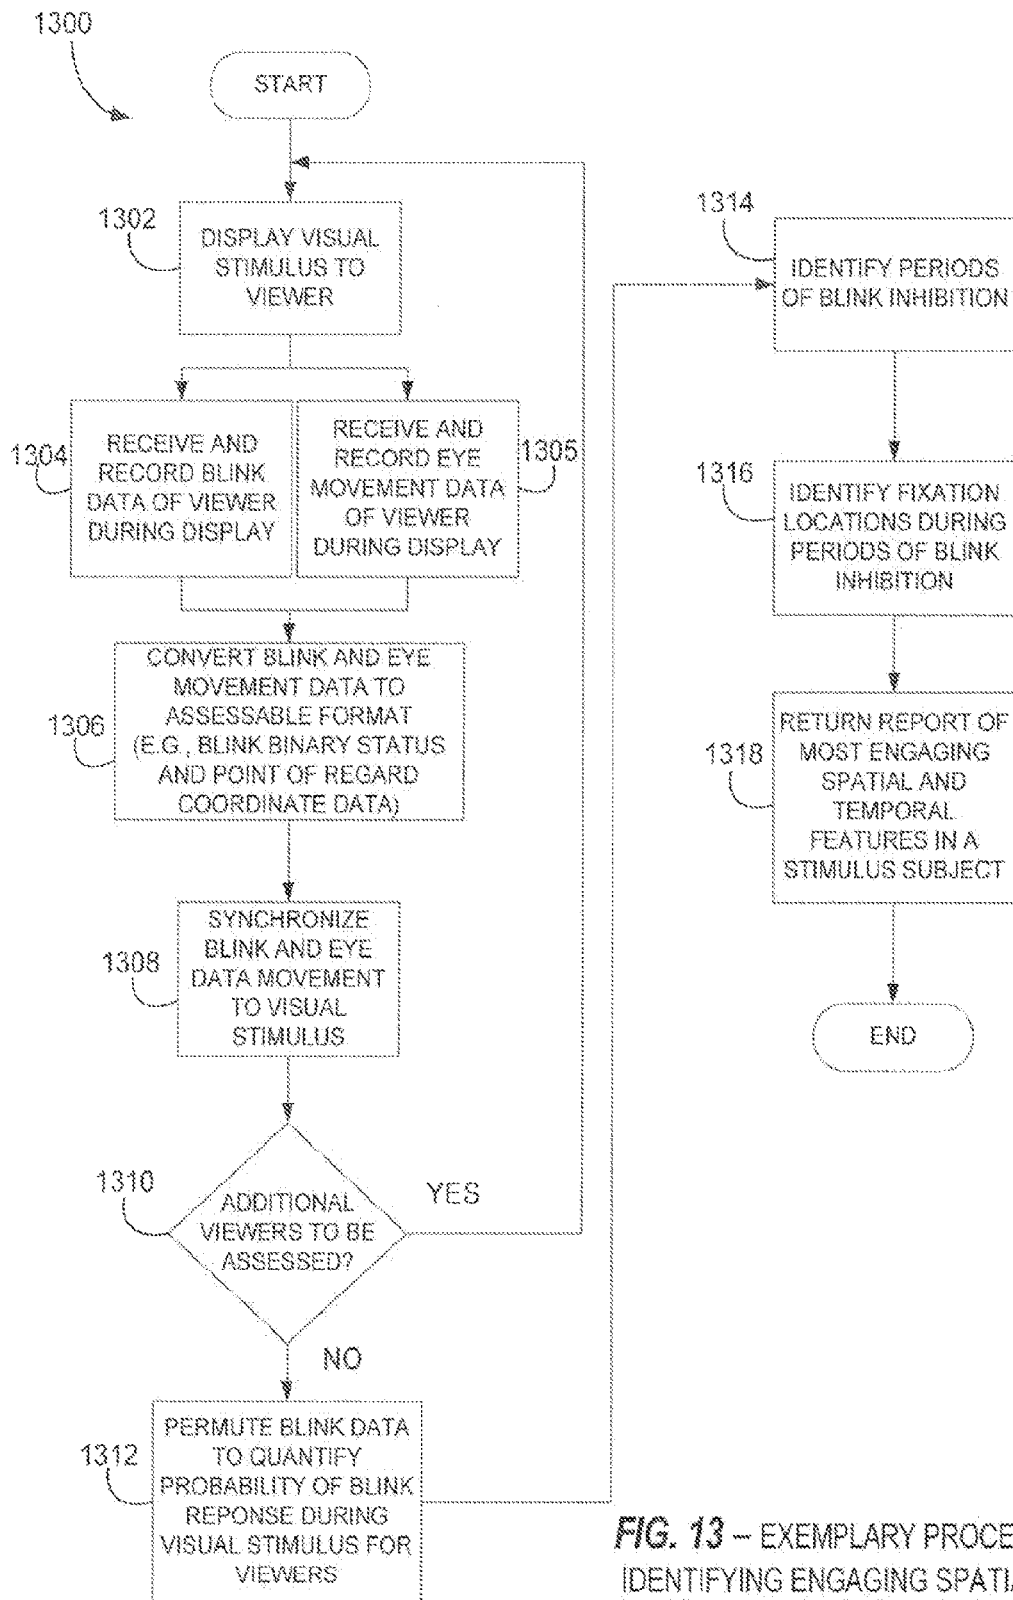 1300
START
1302
DISPLAY VISUAL
STIMULUS TO
VIEWER
1304
RECEIVE AND
RECORD BLINK
DATA OF VIEWER
DURING DISPLAY
RECEIVE AND
RECORD EYE
MOVEMENT DATA
OF VIEWER
DURING DISPLAY
1305
1306
CONVERT BLINK AND EYE
MOVEMENT DATA TO
ASSESSABLE FORMAT
(E.G., BLINK BINARY STATUS
AND POINT OF REGARD
COORDINATE DATA)
1308
SYNCHRONIZE
BLINK AND EYE
DATA MOVEMENT
TO VISUAL
STIMULUS
1310
ADDITIONAL
VIEWERS TO BE
ASSESSED?
YES
NO
1312
PERMUTE BLINK DATA
TO QUANTIFY
PROBABILITY OF BLINK
REPONSE DURING
VISUAL STIMULUS FOR
VIEWERS
1314
IDENTIFY PERIODS
OF BLINK INHIBITION
1316
IDENTIFY FIXATION
LOCATIONS DURING
PERIODS OF BLINK
INHIBITION
1318
RETURN REPORT OF
MOST ENGAGING
SPATIAL AND
TEMPORAL
FEATURES IN A
STIMULUS SUBJECT
END
FIG. 13 – EXEMPLARY PROCE
IDENTIFYING ENGAGING SPATIA